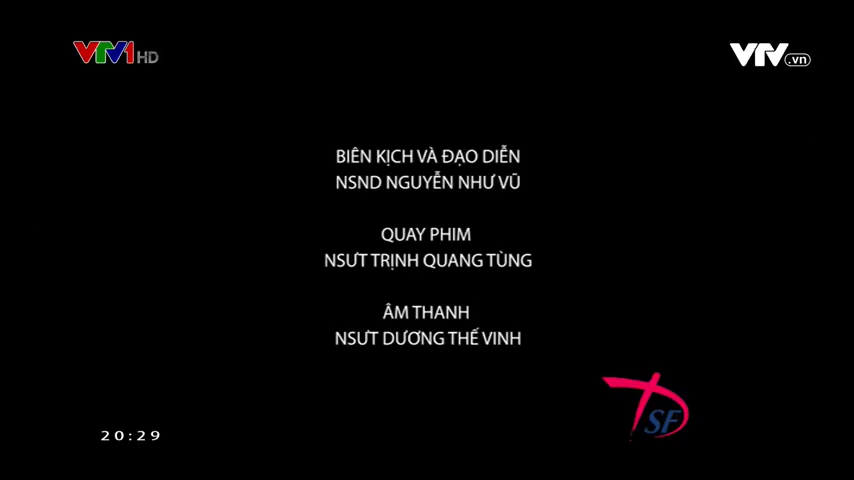 VTV1 HD
VTV.vn
BIÊN KỊCH VÀ ĐẠO DIỄN
NSND NGUYỄN NHƯ VŨ
QUAY PHIM
NSƯT TRỊNH QUANG TÙNG
ÂM THANH
NSƯT DƯƠNG THẾ VINH
SF
20:29